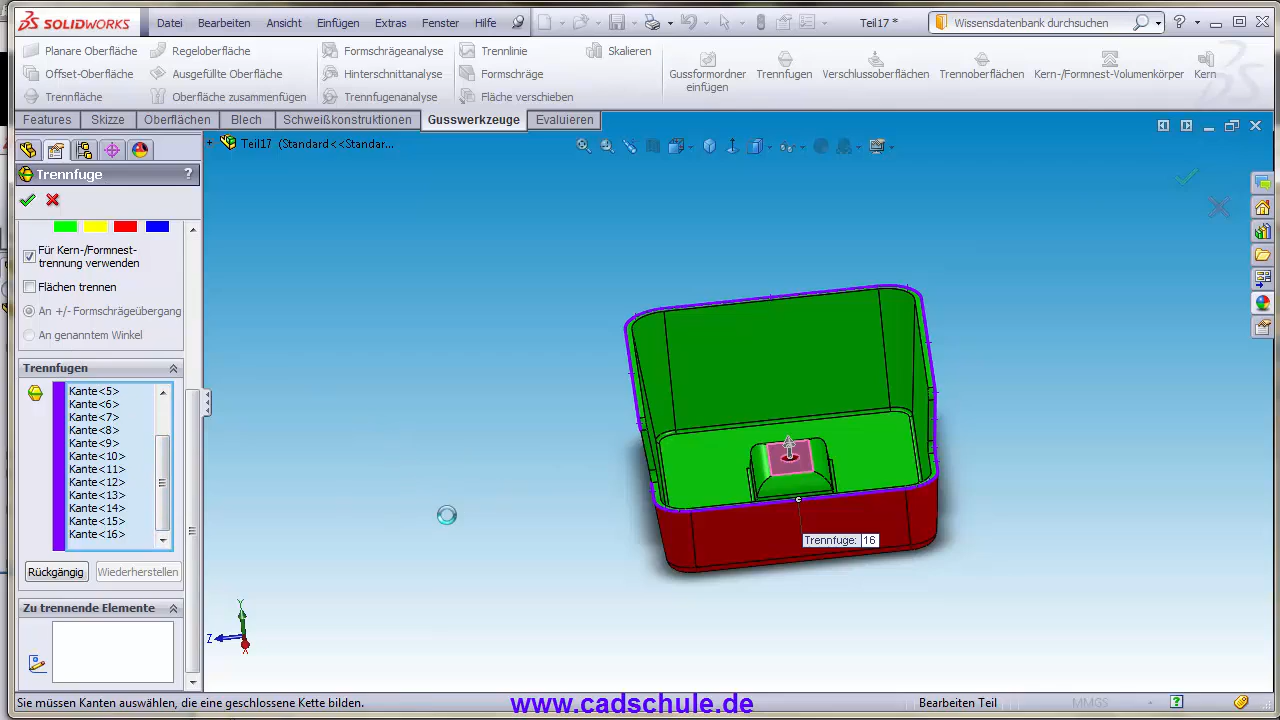 SOLIDWORKS
Datei Bearbeiten Ansicht Einfügen Extras Fenster Hilfe
Teil17 *
Wissensdatenbank durchsuchen
?
Planare Oberfläche
Regeloberfläche
Formschrägeanalyse
Trennlinie
Skalieren
Offset-Oberfläche
Ausgefüllte Oberfläche
Hinterschnittanalyse
Formschräge
Trennfläche
Oberfläche zusammenfügen
Trennfugenanalyse
Fläche verschieben
Gussformordner
einfügen
Trennfugen
Verschlussoberflächen
Trennoberflächen
Kern-/Formnest-Volumenkörper
Kern
Features Skizze Oberflächen Blech Schweißkonstruktionen Gusswerkzeuge Evaluieren
Teil17 (Standard<<Standar...
Trennfuge ?
Für Kern-/Formnest-
trennung verwenden
Flächen trennen
An +/- Formschrägeübergang
An genanntem Winkel
Trennfugen
Kante<5>
Kante<6>
Kante<7>
Kante<8>
Kante<9>
Kante<10>
Kante<11>
Kante<12>
Kante<13>
Kante<14>
Kante<15>
Kante<16>
Rückgängig Wiederherstellen
Zu trennende Elemente
Trennfuge: 16
Y
Z
X
Sie müssen Kanten auswählen, die eine geschlossene Kette bilden.
www.cadschule.de
Bearbeiten Teil
MMGS
?